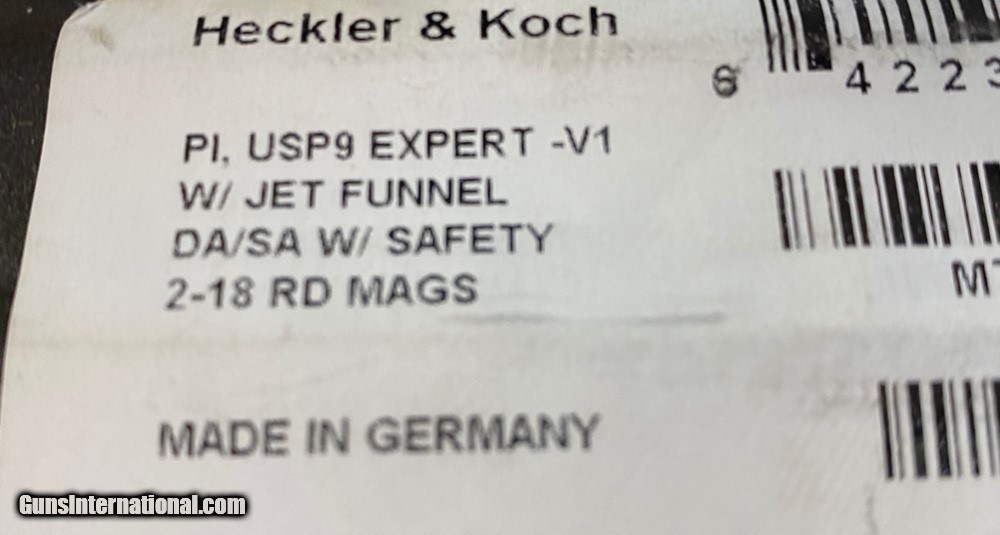 Heckler & Koch
6 4223
PI, USP9 EXPERT -V1
W/ JET FUNNEL
DA/SA W/ SAFETY
2-18 RD MAGS
MADE IN GERMANY
GunsInternational.com